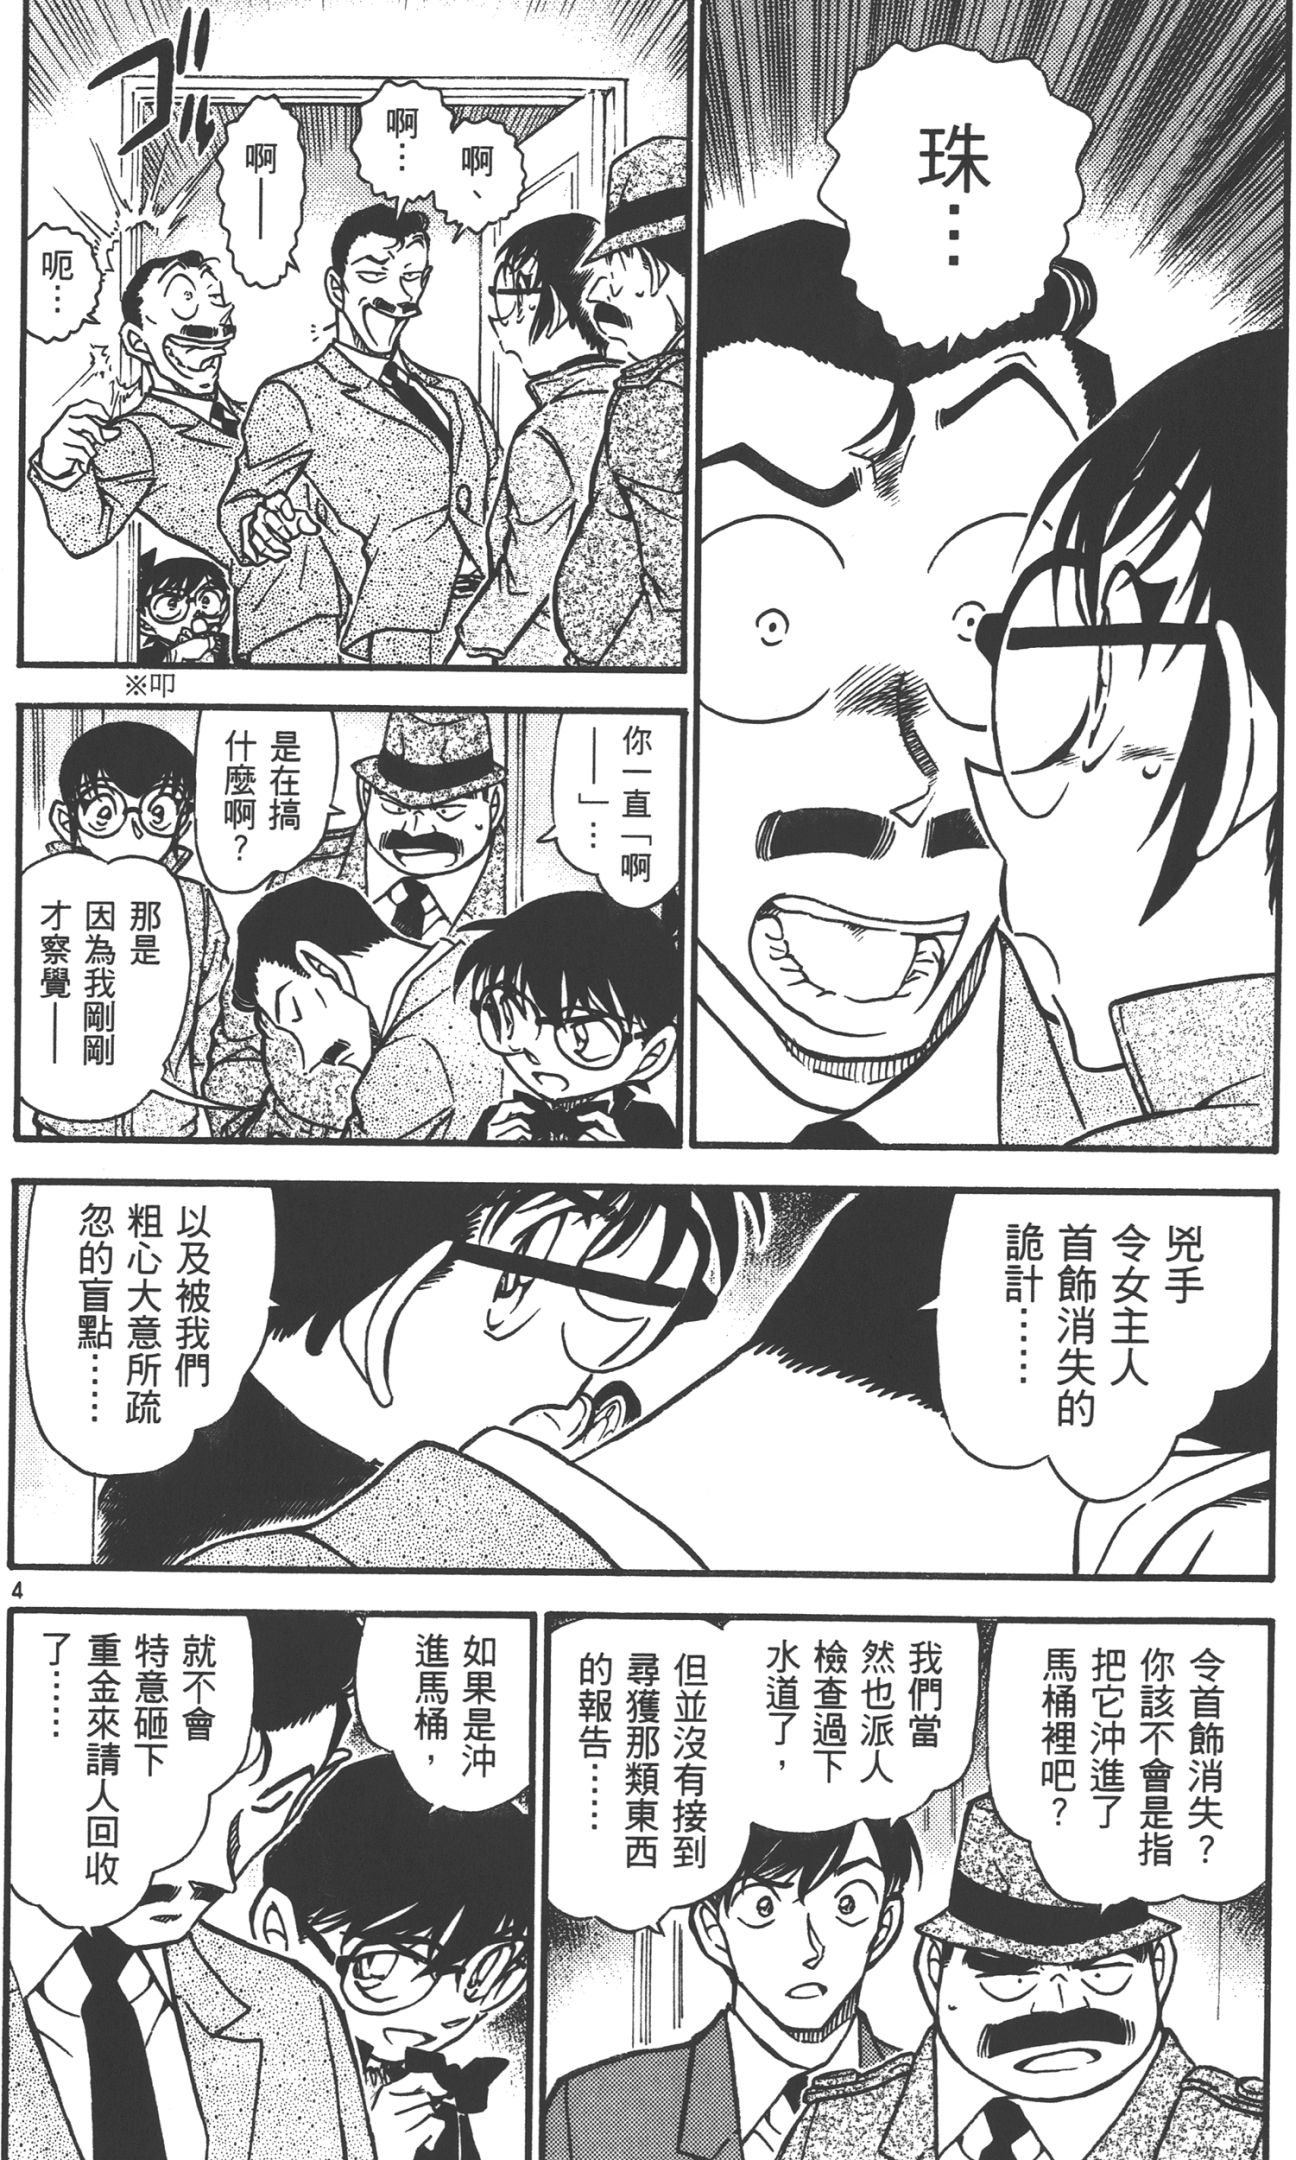 珠…
啊、
啊…
啊——
呃…
ゴル
※叩
你一直「啊
——」…
是在搞
什麼啊？
那是
因為我剛剛
才察覺——
兇手
令女主人
首飾消失的
詭計……
以及被我們
粗心大意所疏
忽的盲點……
4
令首飾消失？
你該不會是指
把它沖進了
馬桶裡吧？
我們當
然也派人
檢查過下
水道了，
但並沒有接到
尋獲那類東西
的報告……
如果是沖
進馬桶，
就不會
特意砸下
重金來請人回收
了……